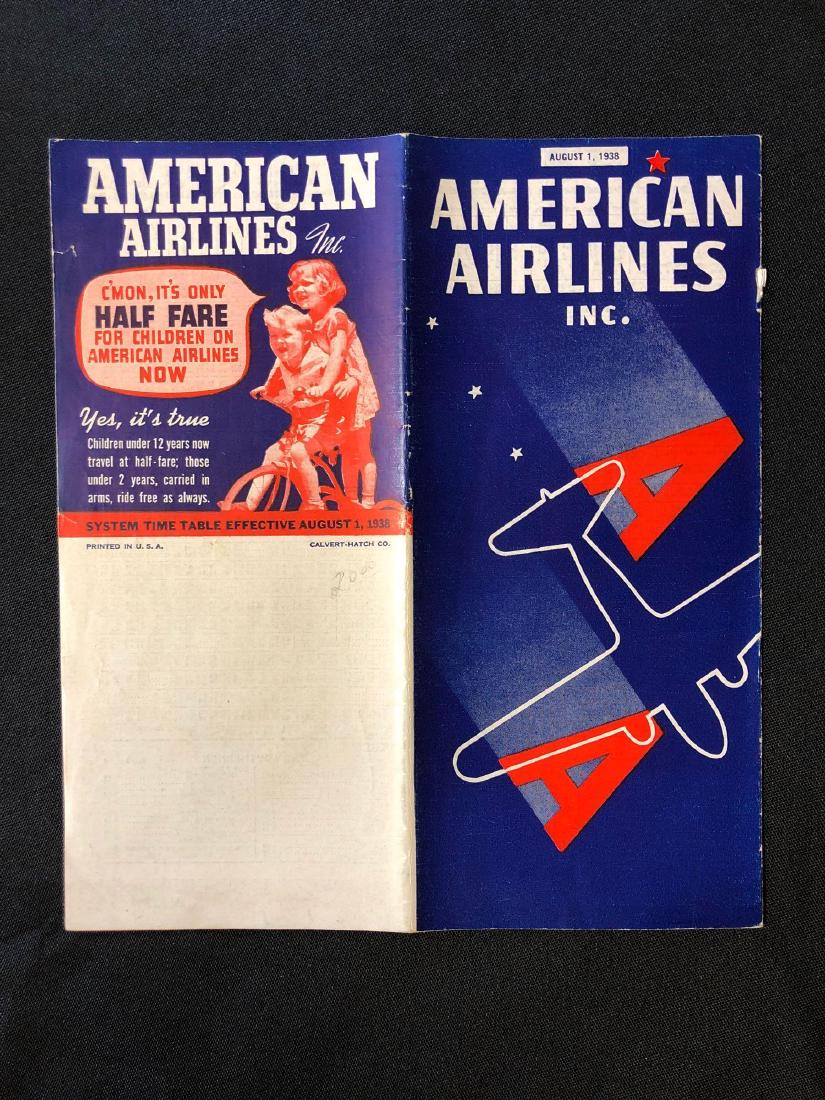 AMERICAN
AIRLINES Inc.
C'MON, IT'S ONLY
HALF FARE
FOR CHILDREN ON
AMERICAN AIRLINES
NOW
Yes, it's true
Children under 12 years now
travel at half-fare; those
under 2 years, carried in
arms, ride free as always.
SYSTEM TIME TABLE EFFECTIVE AUGUST 1, 1938
PRINTED IN U. S. A. CALVERT-HATCH CO.
20.00
AUGUST 1, 1938
AMERICAN
AIRLINES
INC.
A
A